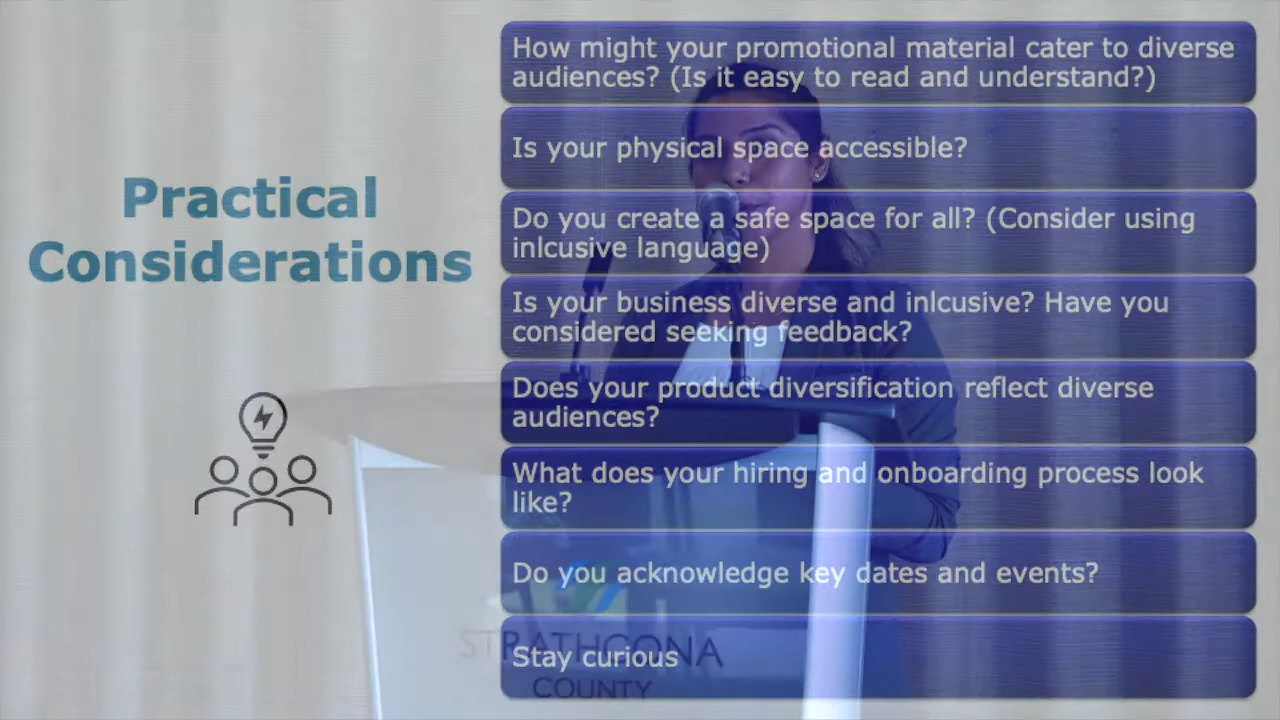 Practical
Considerations
How might your promotional material cater to diverse
audiences? (Is it easy to read and understand?)
Is your physical space accessible?
Do you create a safe space for all? (Consider using
inlcusive language)
Is your business diverse and inlcusive? Have you
considered seeking feedback?
Does your product diversification reflect diverse
audiences?
What does your hiring and onboarding process look
like?
Do you acknowledge key dates and events?
Stay curious
STRATHCONA
COUNTY